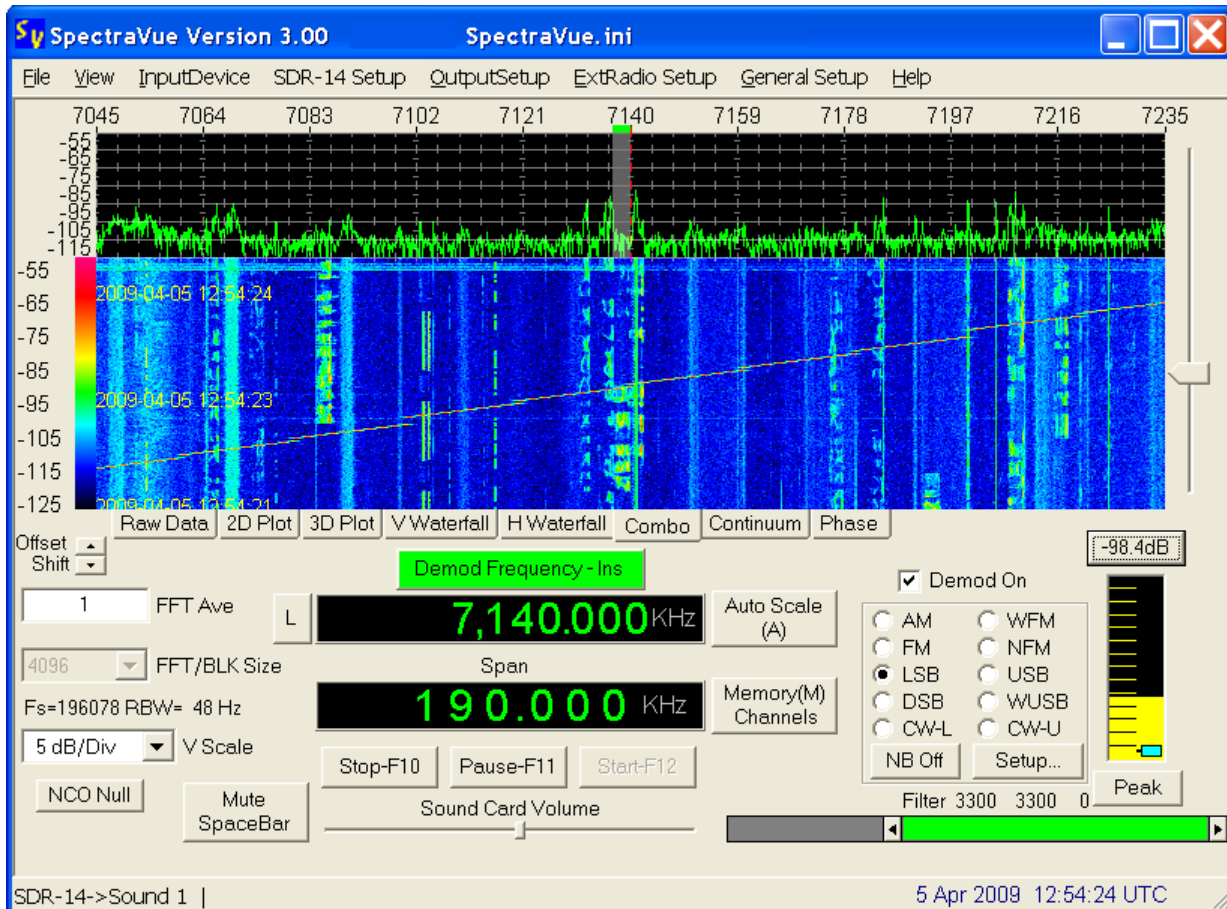 SpectraVue Version 3.00 SpectraVue.ini
File View InputDevice SDR-14 Setup OutputSetup ExtRadio Setup General Setup Help
7045 7064 7083 7102 7121 7140 7159 7178 7197 7216 7235
-55
-65
-75
-85
-95
-105
-115
-55
-65
-75
-85
-95
-105
-115
-125
2009-04-05 12:54:24
2009-04-05 12:54:23
2009-04-05 12:54:21
Raw Data 2D Plot 3D Plot V Waterfall H Waterfall Combo Continuum Phase
Offset
Shift
-98.4dB
Demod Frequency-Ins
Demod On
1 FFT Ave
L 7,140.000 KHz
Auto Scale
(A)
AM WFM
FM NFM
LSB USB
DSB WUSB
CW-L CW-U
4096 FFT/BLK Size
Span
Fs=196078 RBW= 48 Hz
190.000 KHz
Memory(M)
Channels
5 dB/Div V Scale
Stop-F10 Pause-F11 Start-F12
NB Off Setup...
NCO Null
Mute
SpaceBar
Sound Card Volume
Peak
Filter 3300 3300 0
SDR-14->Sound 1 |
5 Apr 2009 12:54:24 UTC